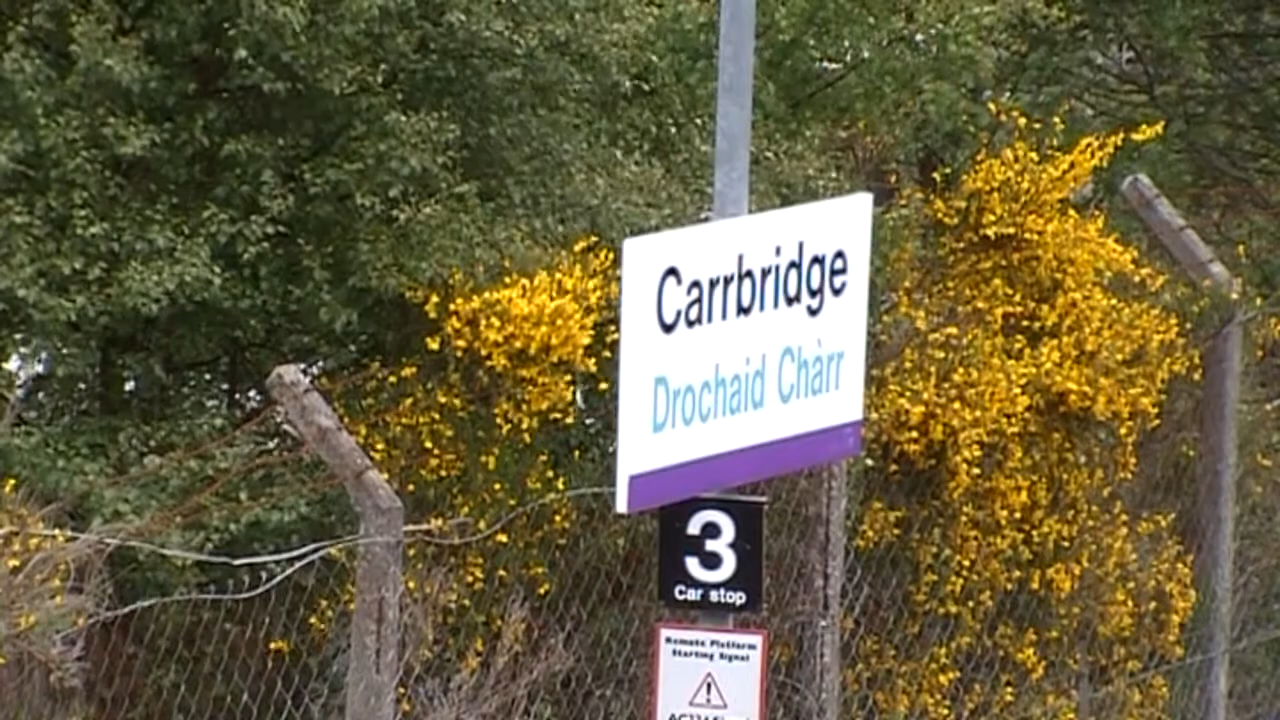 Carrbridge
Drochaid Chàrr
3
Car stop
Remote Platform
Starting Signal